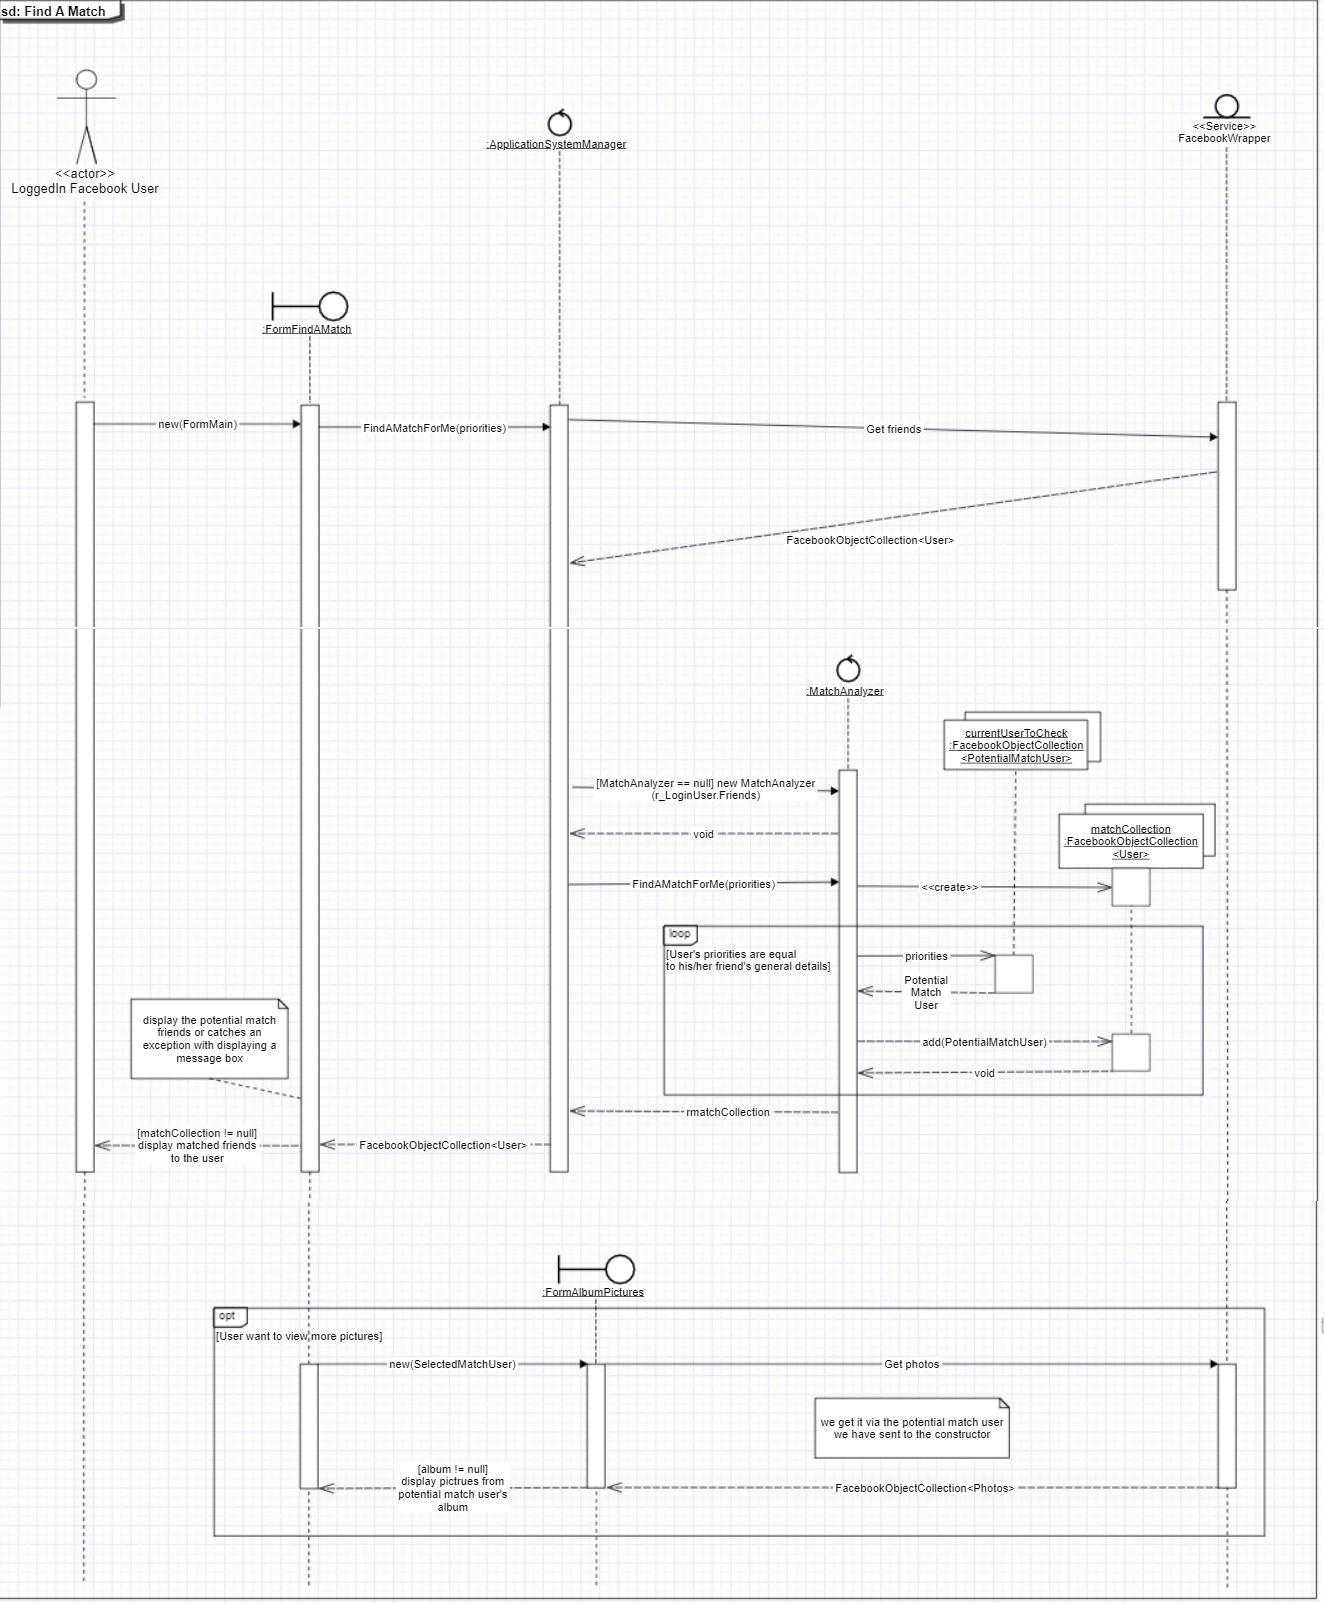 sd: Find A Match
<<actor>>
LoggedIn Facebook User
:ApplicationSystemManager
<<Service>>
FacebookWrapper
:FormFindAMatch
new(FormMain)
FindAMatchForMe(priorities)
Get friends
FacebookObjectCollection<User>
:MatchAnalyzer
currentUserToCheck
:FacebookObjectCollection
<PotentialMatchUser>
[MatchAnalyzer == null] new MatchAnalyzer
(r_LoginUser.Friends)
matchCollection
:FacebookObjectCollection
<User>
void
FindAMatchForMe(priorities)
<<create>>
loop
[User's priorities are equal
to his/her friend's general details]
priorities
Potential
Match
User
display the potential match
friends or catches an
exception with displaying a
message box
add(PotentialMatchUser)
void
rmatchCollection
[matchCollection != null]
display matched friends
to the user
FacebookObjectCollection<User>
:FormAlbumPictures
opt
[User want to view more pictures]
new(SelectedMatchUser)
Get photos
we get it via the potential match user
we have sent to the constructor
[album != null]
display pictrues from
potential match user's
album
FacebookObjectCollection<Photos>